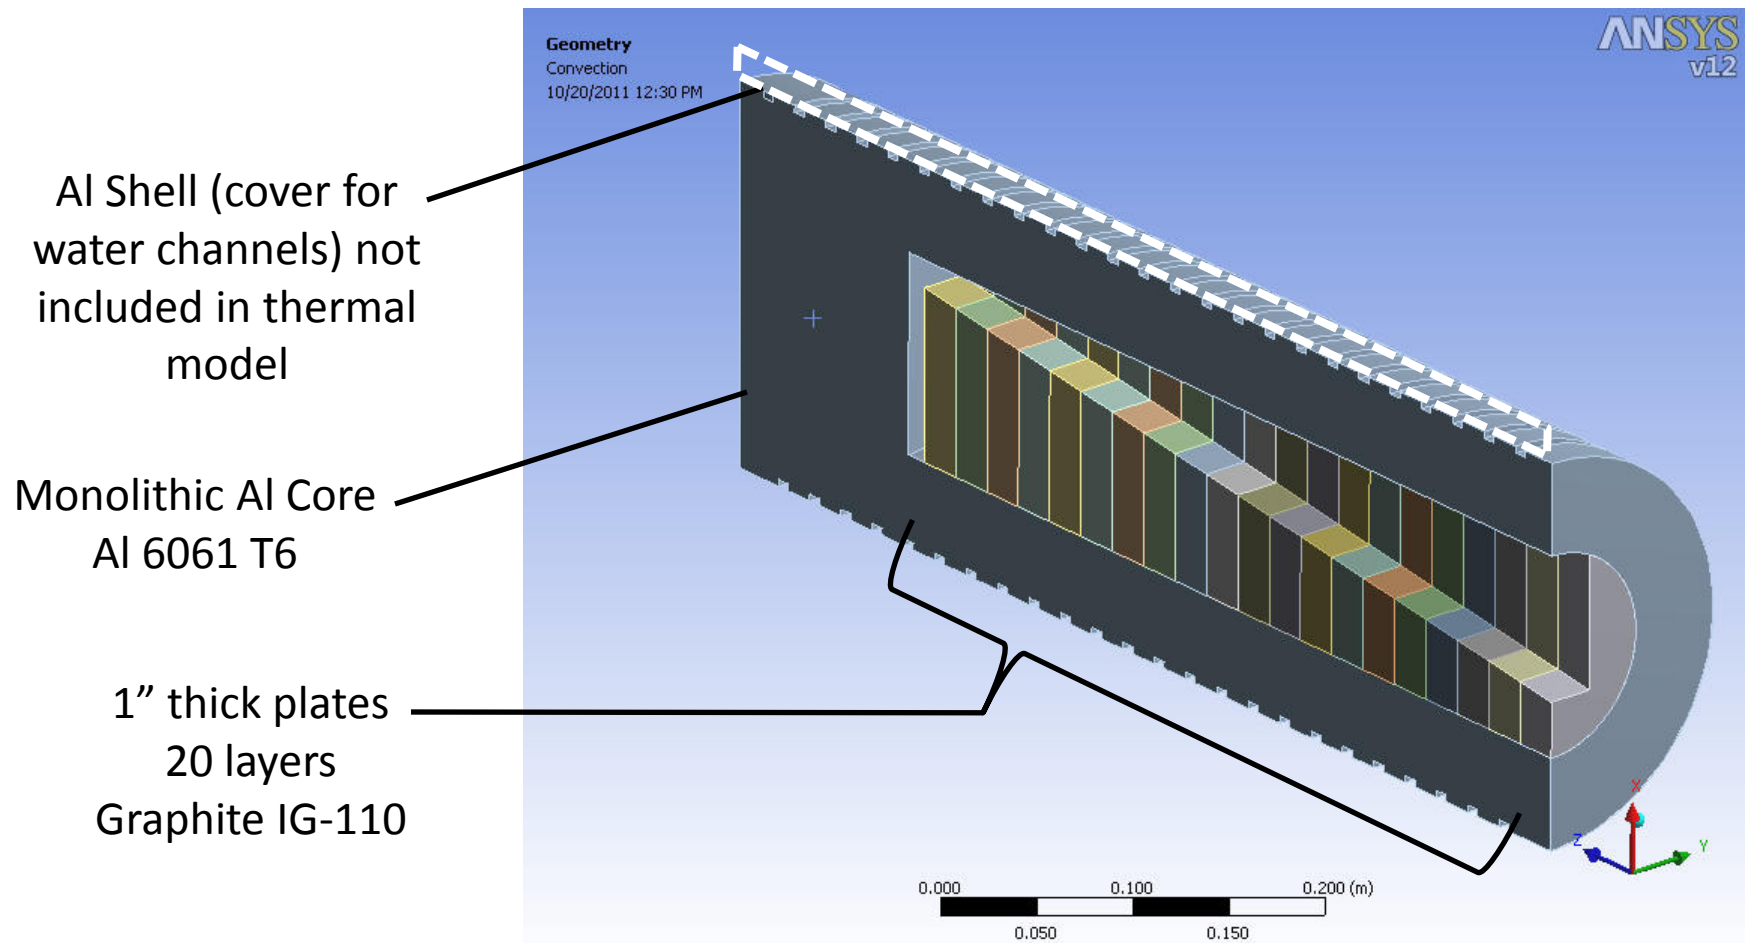 Geometry
Convection
10/20/2011 12:30 PM
ANSYS
v12
Al Shell (cover for
water channels) not
included in thermal
model
Monolithic Al Core
Al 6061 T6
1” thick plates
20 layers
Graphite IG-110
X
Z
Y
0.000
0.100
0.200 (m)
0.050
0.150